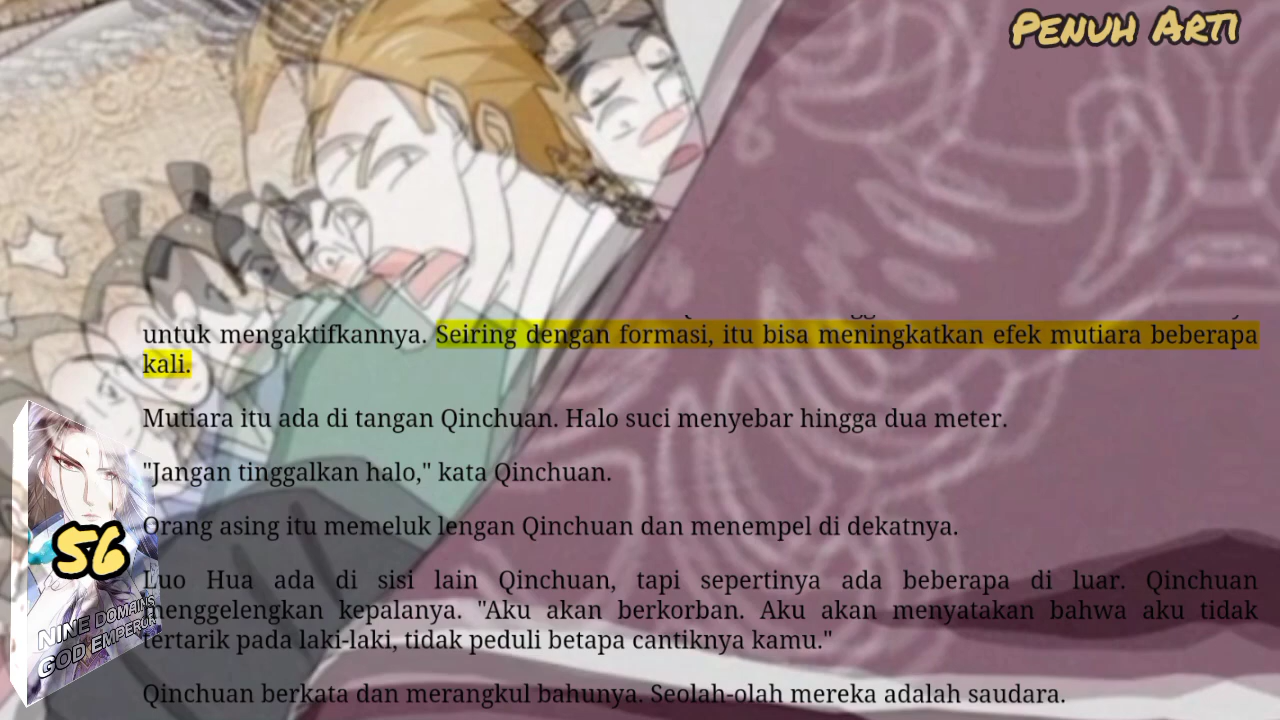 PENUH ARTI
untuk mengaktifkannya. Seiring dengan formasi, itu bisa meningkatkan efek mutiara beberapa
kali.
Mutiara itu ada di tangan Qinchuan. Halo suci menyebar hingga dua meter.
"Jangan tinggalkan halo," kata Qinchuan.
Orang asing itu memeluk lengan Qinchuan dan menempel di dekatnya.
Luo Hua ada di sisi lain Qinchuan, tapi sepertinya ada beberapa di luar. Qinchuan
menggelengkan kepalanya. "Aku akan berkorban. Aku akan menyatakan bahwa aku tidak
tertarik pada laki-laki, tidak peduli betapa cantiknya kamu."
Qinchuan berkata dan merangkul bahunya. Seolah-olah mereka adalah saudara.
56
NINE DOMAINS
GOD EMPEROR